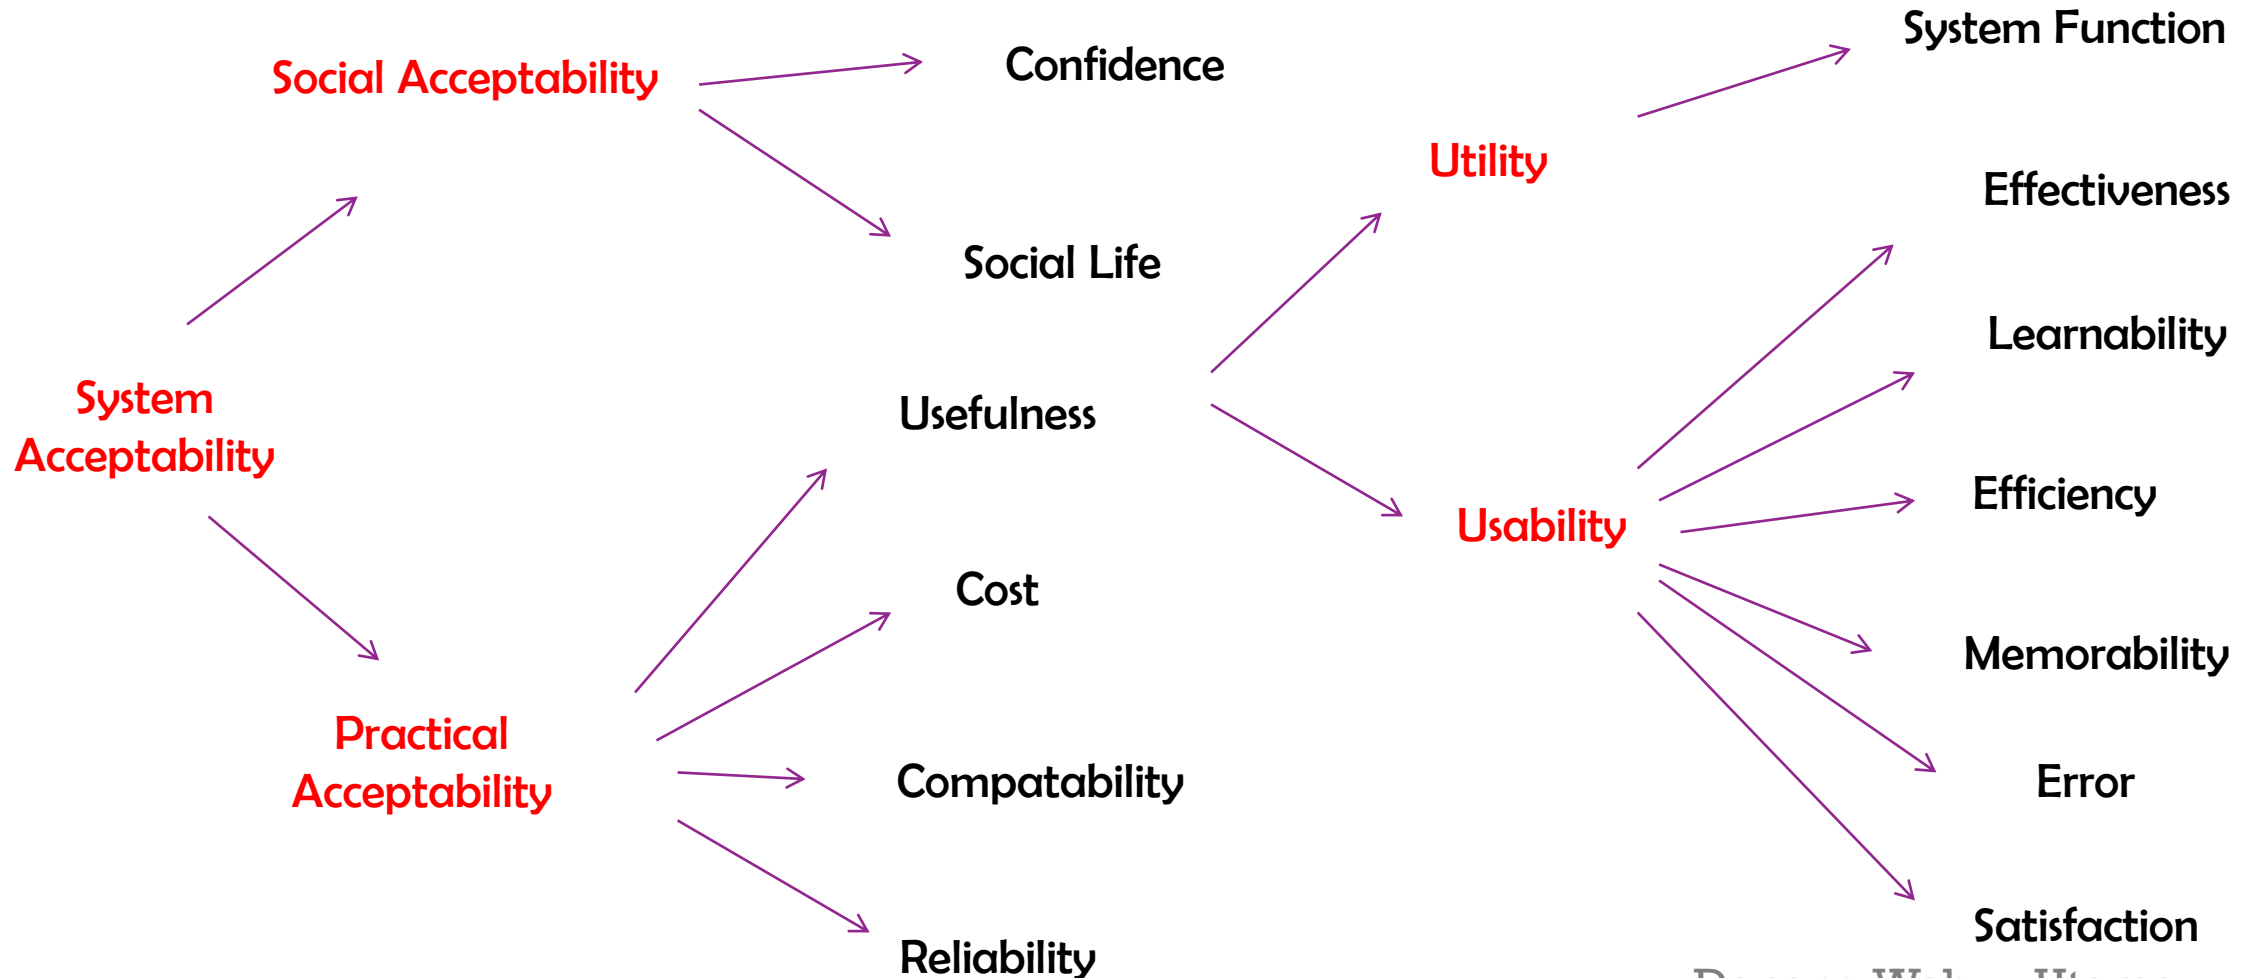 System Function
Social Acceptability
Confidence
Utility
Effectiveness
Social Life
Learnability
System
Acceptability
Usefulness
Efficiency
Usability
Cost
Memorability
Practical
Acceptability
Compatability
Error
Reliability
Satisfaction